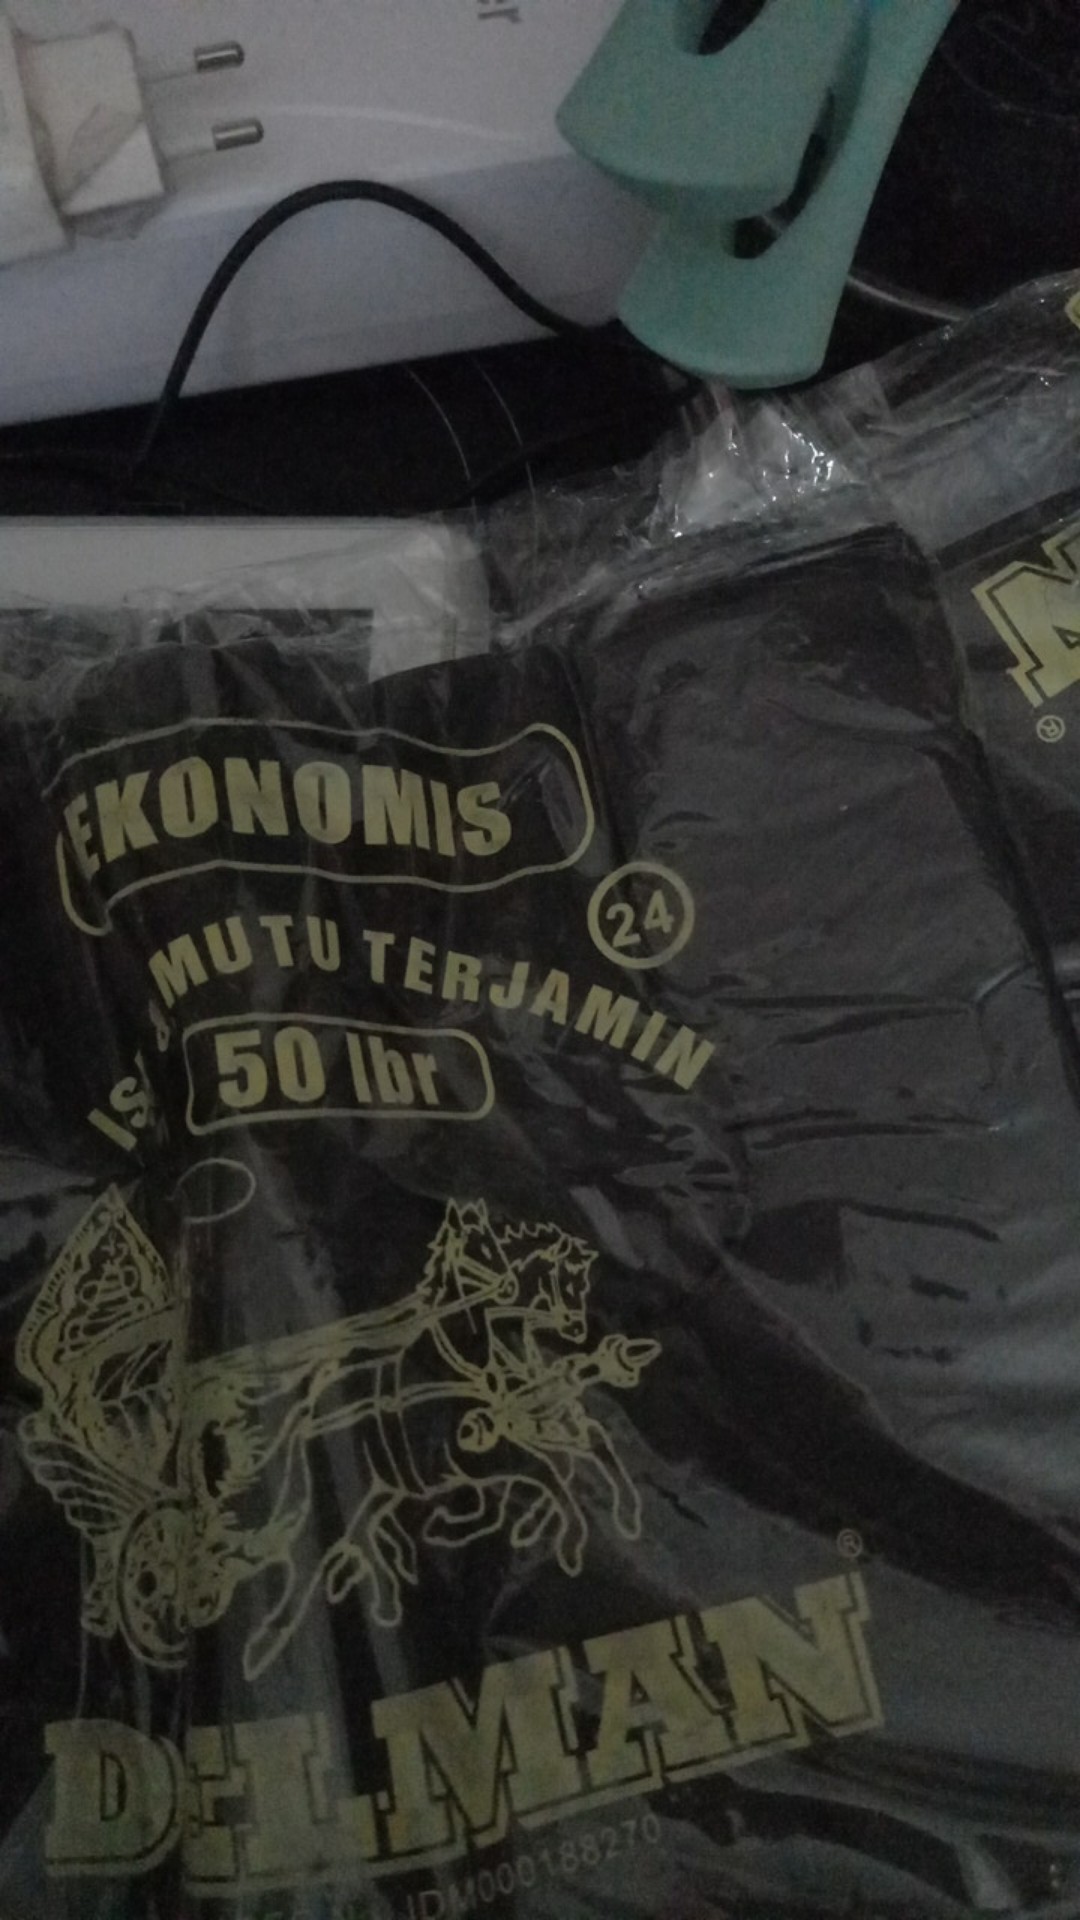 EKONOMIS
24
MUTU TERJAMIN
50 lbr
®
DELMAN
IDM000188270